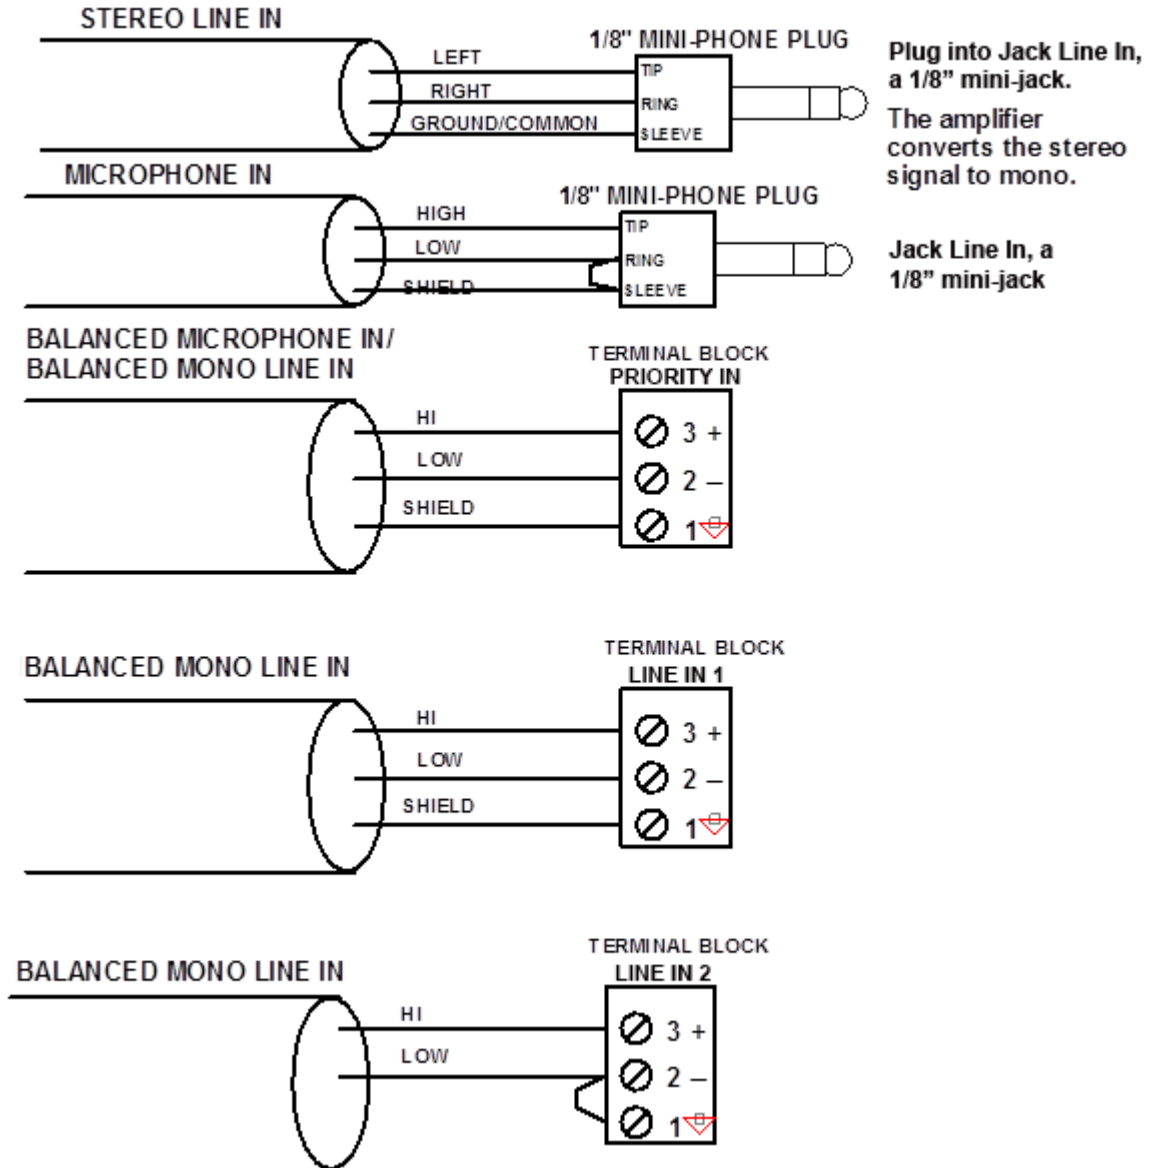 STEREO LINE IN
1/8" MINI-PHONE PLUG
LEFT
TIP
RIGHT
RING
GROUND/COMMON
SLEEVE
Plug into Jack Line In,
a 1/8” mini-jack.
The amplifier
converts the stereo
signal to mono.
MICROPHONE IN
1/8" MINI-PHONE PLUG
HIGH
TIP
LOW
RING
SHIELD
SLEEVE
Jack Line In, a
1/8” mini-jack
BALANCED MICROPHONE IN/
BALANCED MONO LINE IN
TERMINAL BLOCK
PRIORITY IN
HI
3 +
LOW
2 –
SHIELD
1
BALANCED MONO LINE IN
TERMINAL BLOCK
LINE IN 1
HI
3 +
LOW
2 –
SHIELD
1
BALANCED MONO LINE IN
TERMINAL BLOCK
LINE IN 2
HI
3 +
LOW
2 –
1